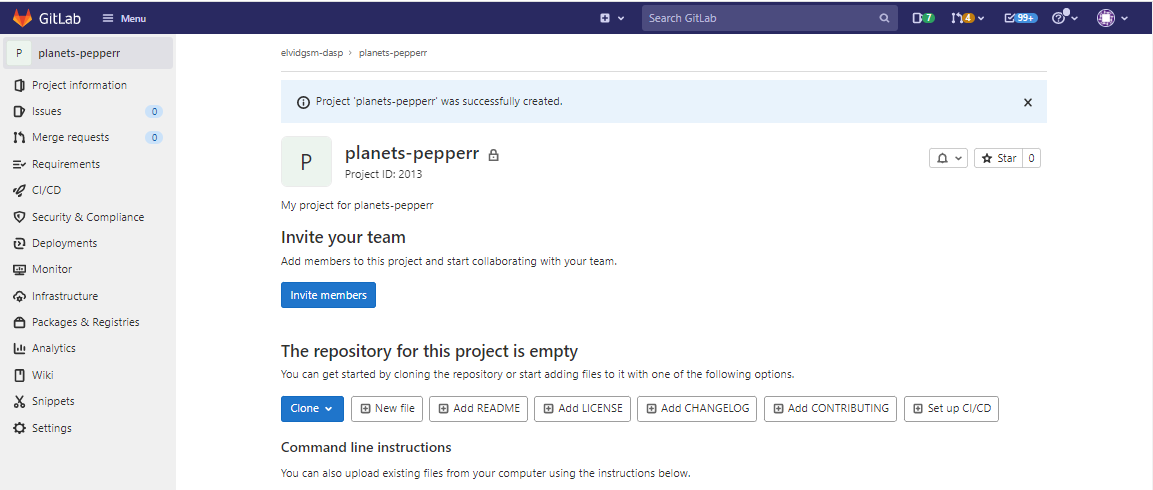 GitLab Menu Search GitLab 7 4 99+
P planets-pepperr
elvidgsm-dasp planets-pepperr
Project information
Issues 0
Merge requests 0
Requirements
CI/CD
Security & Compliance
Deployments
Monitor
Infrastructure
Packages & Registries
Analytics
Wiki
Snippets
Settings
Project 'planets-pepperr' was successfully created.
P
planets-pepperr
Project ID: 2013
Star 0
My project for planets-pepperr
Invite your team
Add members to this project and start collaborating with your team.
Invite members
The repository for this project is empty
You can get started by cloning the repository or start adding files to it with one of the following options.
Clone New file Add README Add LICENSE Add CHANGELOG Add CONTRIBUTING Set up CI/CD
Command line instructions
You can also upload existing files from your computer using the instructions below.